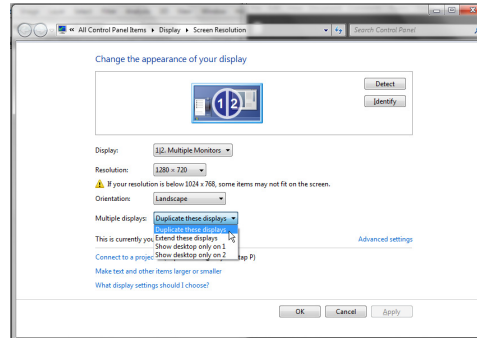 « All Control Panel Items ▸ Display ▸ Screen Resolution
Search Control Panel
Change the appearance of your display
Detect
Identify
1|2
Display: 1|2. Multiple Monitors
Resolution: 1280 × 720
If your resolution is below 1024 x 768, some items may not fit on the screen.
Orientation: Landscape
Multiple displays: Duplicate these displays
Duplicate these displays
Extend these displays
Show desktop only on 1
Show desktop only on 2
This is currently you
Advanced settings
Connect to a projec
tap P)
Make text and other items larger or smaller
What display settings should I choose?
OK Cancel Apply